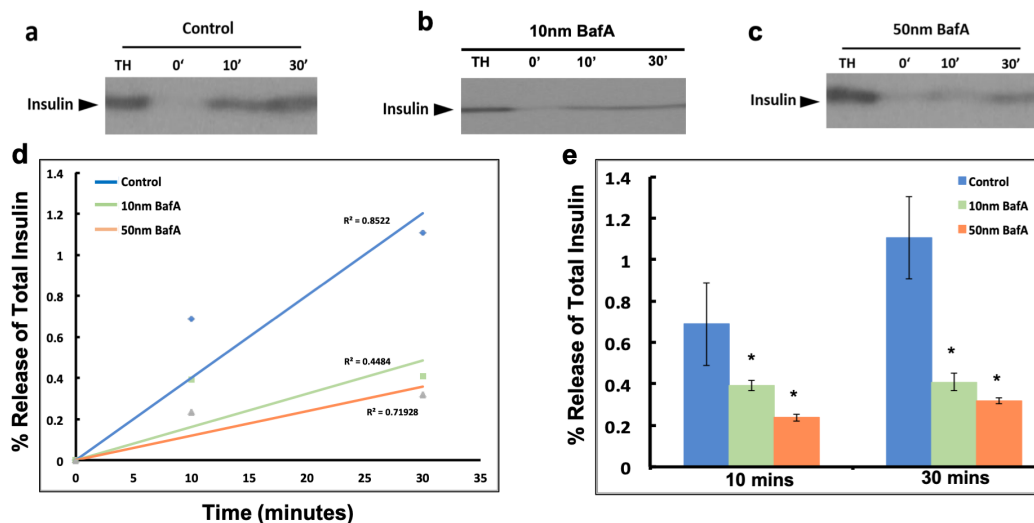 a
Control
TH 0’ 10’ 30’
Insulin
b
10nm BafA
TH 0’ 10’ 30’
Insulin
c
50nm BafA
TH 0’ 10’ 30’
Insulin
d
% Release of Total Insulin
1.4
1.2
1
0.8
0.6
0.4
0.2
0
Control
10nm BafA
50nm BafA
R² = 0.8522
R² = 0.4484
R² = 0.71928
0 5 10 15 20 25 30 35
Time (minutes)
e
% Release of Total Insulin
1.4
1.2
1
0.8
0.6
0.4
0.2
0
Control
10nm BafA
50nm BafA
* *
* *
10 mins 30 mins